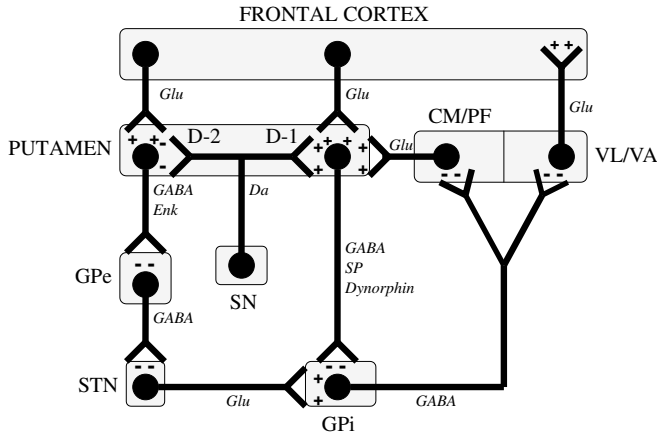 FRONTAL CORTEX
+ +
Glu
Glu
Glu
CM/PF
D-2
D-1
PUTAMEN
+ + -
-
+ + + +
+ +
Glu
VL/VA
- -
- -
GABA
Enk
Da
GABA
SP
Dynorphin
GPe
- -
SN
GABA
STN
- -
- -
+
+
Glu
GPi
GABA